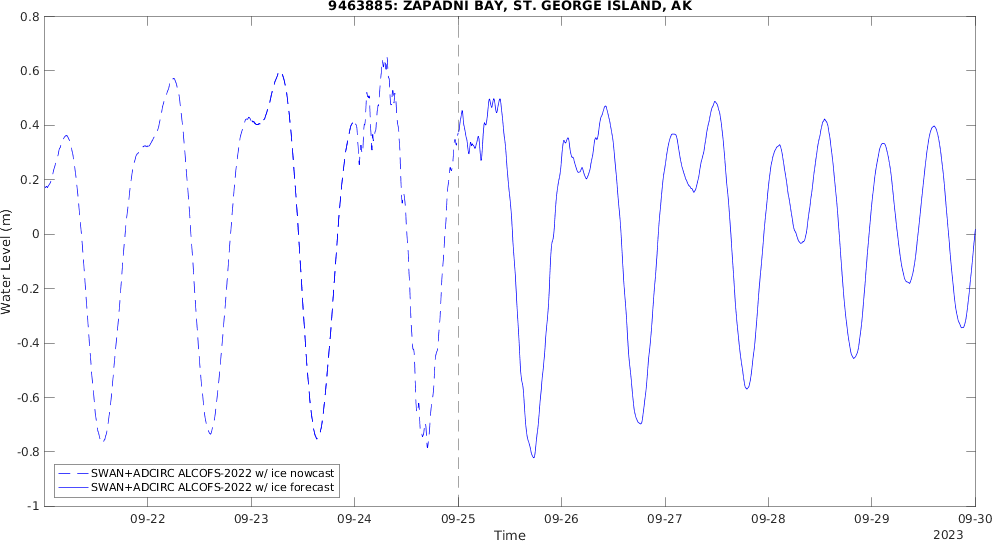 9463885: ZAPADNI BAY, ST. GEORGE ISLAND, AK
0.8
0.6
0.4
0.2
0
-0.2
-0.4
-0.6
-0.8
-1
Water Level (m)
SWAN+ADCIRC ALCOFS-2022 w/ ice nowcast
SWAN+ADCIRC ALCOFS-2022 w/ ice forecast
09-22 09-23 09-24 09-25 09-26 09-27 09-28 09-29 09-30
Time
2023